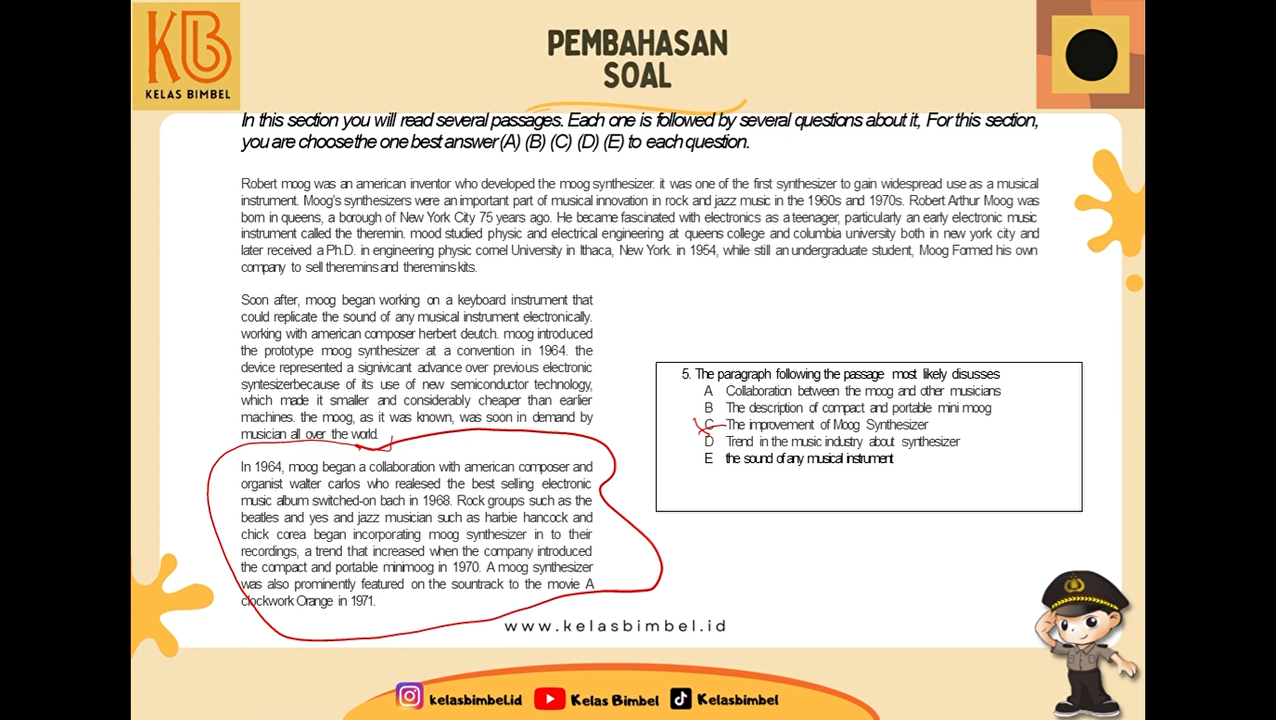 KB
KELAS BIMBEL
PEMBAHASAN
SOAL
In this section you will read several passages. Each one is followed by several questions about it, For this section,
you are choose the one best answer (A) (B) (C) (D) (E) to each question.
Robert moog was an american inventor who developed the moog synthesizer. it was one of the first synthesizer to gain widespread use as a musical
instrument. Moog's synthesizers were an important part of musical innovation in rock and jazz music in the 1960s and 1970s. Robert Arthur Moog was
born in queens, a borough of New York City 75 years ago. He became fascinated with electronics as a teenager, particularly an early electronic music
instrument called the theremin. mood studied physic and electrical engineering at queens college and columbia university both in new york city and
later received a Ph.D. in engineering physic cornel University in Ithaca, New York. in 1954, while still an undergraduate student, Moog Formed his own
company to sell theremins and theremins kits.
Soon after, moog began working on a keyboard instrument that
could replicate the sound of any musical instrument electronically.
working with american composer herbert deutch. moog introduced
the prototype moog synthesizer at a convention in 1964. the
device represented a signivicant advance over previous electronic
syntesizerbecause of its use of new semiconductor technology,
which made it smaller and considerably cheaper than earlier
machines. the moog, as it was known, was soon in demand by
musician all over the world.
In 1964, moog began a collaboration with american composer and
organist walter carlos who realesed the best selling electronic
music album switched-on bach in 1968. Rock groups such as the
beatles and yes and jazz musician such as harbie hancock and
chick corea began incorporating moog synthesizer in to their
recordings, a trend that increased when the company introduced
the compact and portable minimoog in 1970. A moog synthesizer
was also prominently featured on the sountrack to the movie A
clockwork Orange in 1971.
5. The paragraph following the passage most likely disusses
A Collaboration between the moog and other musicians
B The description of compact and portable mini moog
C The improvement of Moog Synthesizer
D Trend in the music industry about synthesizer
E the sound of any musical instrument
www.kelasbimbel.id
kelasbimbel.id Kelas Bimbel Kelasbimbel